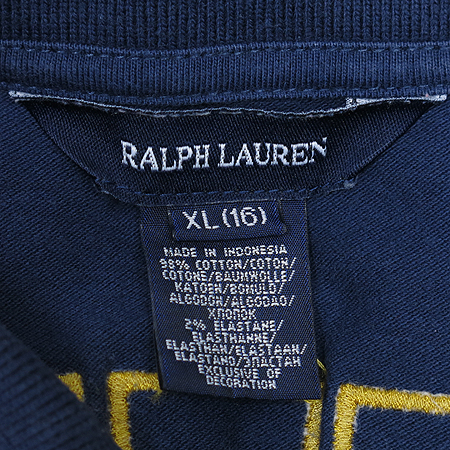 RALPH LAUREN
XL(16)
MADE IN INDONESIA
98% COTTON/COTON/
COTONE/BAUMWOLLE/
KATOEN/BOMULD/
ALGODON/ALGODAO/
ХЛОПОК
2% ELASTANE/
ELASTHANNE/
ELASTHAN/ELASTAAN/
ELASTANO/ЭЛАСТАН
EXCLUSIVE OF
DECORATION